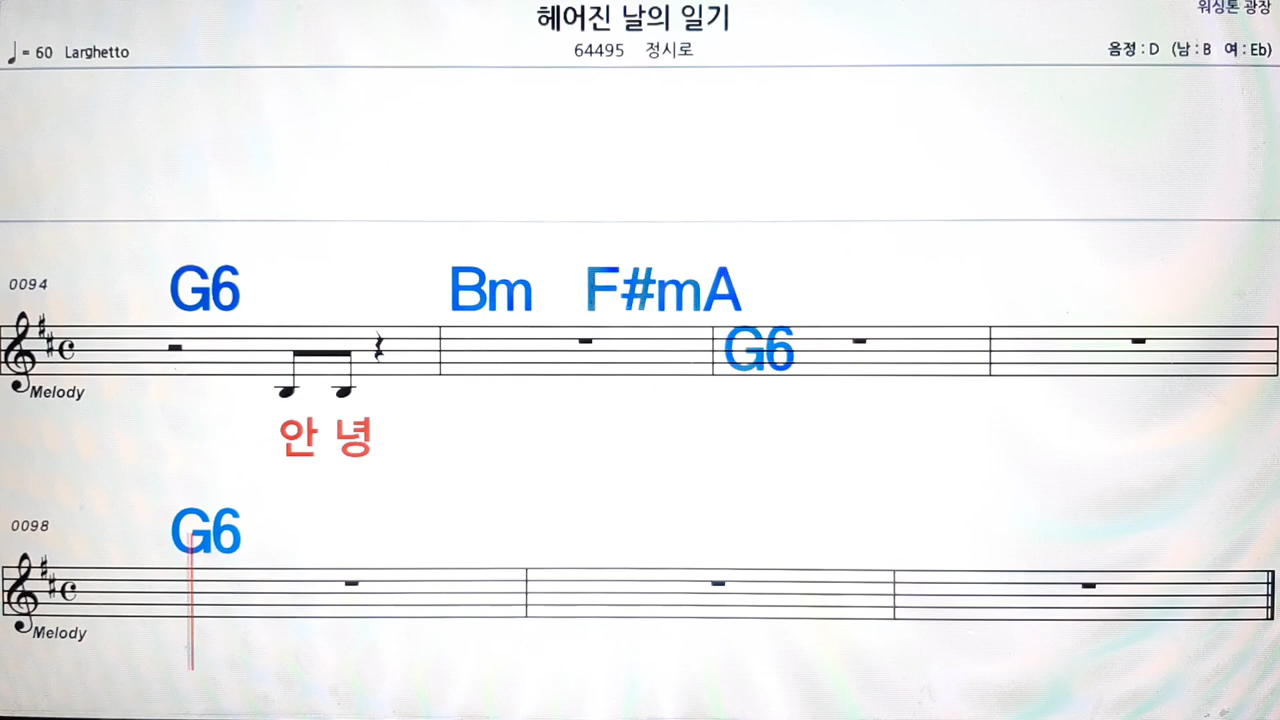 헤어진 날의 일기
워싱톤 광장
♩= 60 Larghetto
64495 정시로
음정 : D (남 : B 여 : Eb)
0094
G6 Bm F#mA
G6
Melody
안 녕
0098
G6
Melody